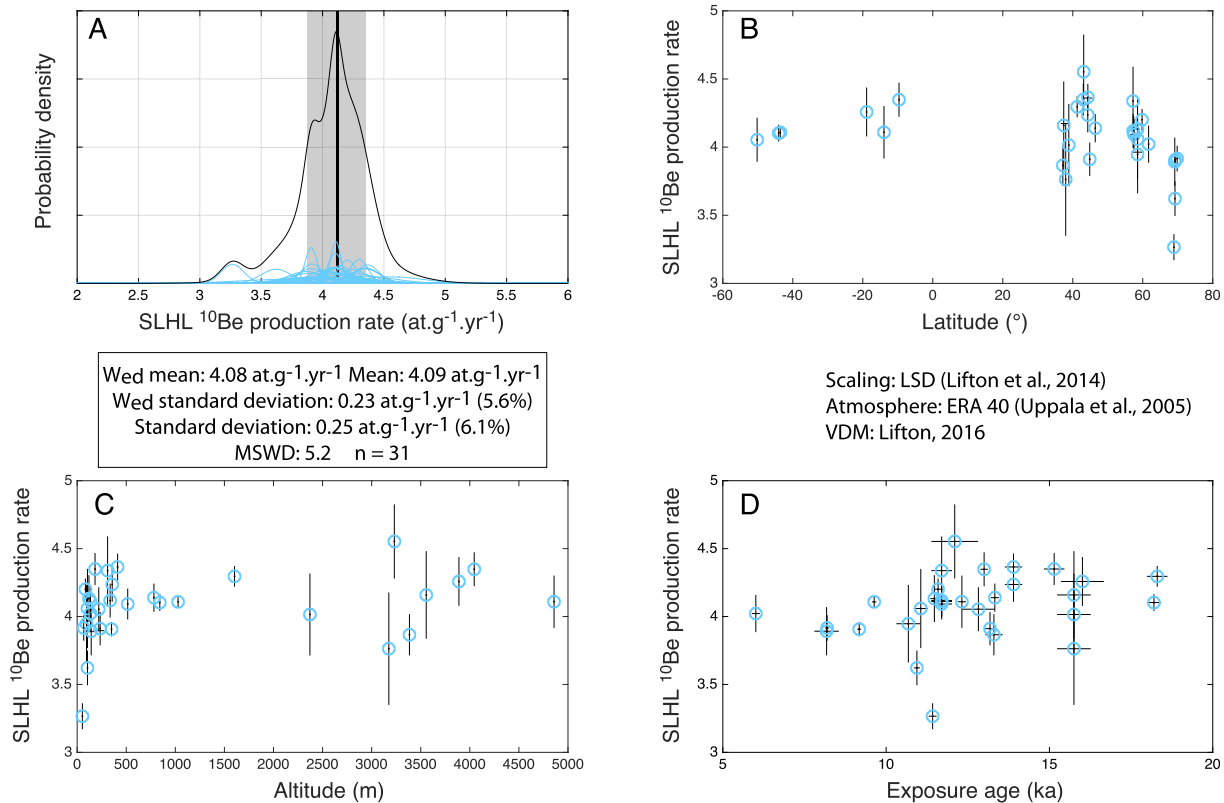 A
Probability density
2 2.5 3 3.5 4 4.5 5 5.5 6
SLHL ¹⁰Be production rate (at.g⁻¹.yr⁻¹)
B
SLHL ¹⁰Be production rate
5
4.5
4
3.5
3
-60 -40 -20 0 20 40 60 80
Latitude (°)
Wed mean: 4.08 at.g⁻¹.yr⁻¹ Mean: 4.09 at.g⁻¹.yr⁻¹
Wed standard deviation: 0.23 at.g⁻¹.yr⁻¹ (5.6%)
Standard deviation: 0.25 at.g⁻¹.yr⁻¹ (6.1%)
MSWD: 5.2 n = 31
Scaling: LSD (Lifton et al., 2014)
Atmosphere: ERA 40 (Uppala et al., 2005)
VDM: Lifton, 2016
C
SLHL ¹⁰Be production rate
5
4.5
4
3.5
3
0 500 1000 1500 2000 2500 3000 3500 4000 4500 5000
Altitude (m)
D
SLHL ¹⁰Be production rate
5
4.5
4
3.5
3
5 10 15 20
Exposure age (ka)